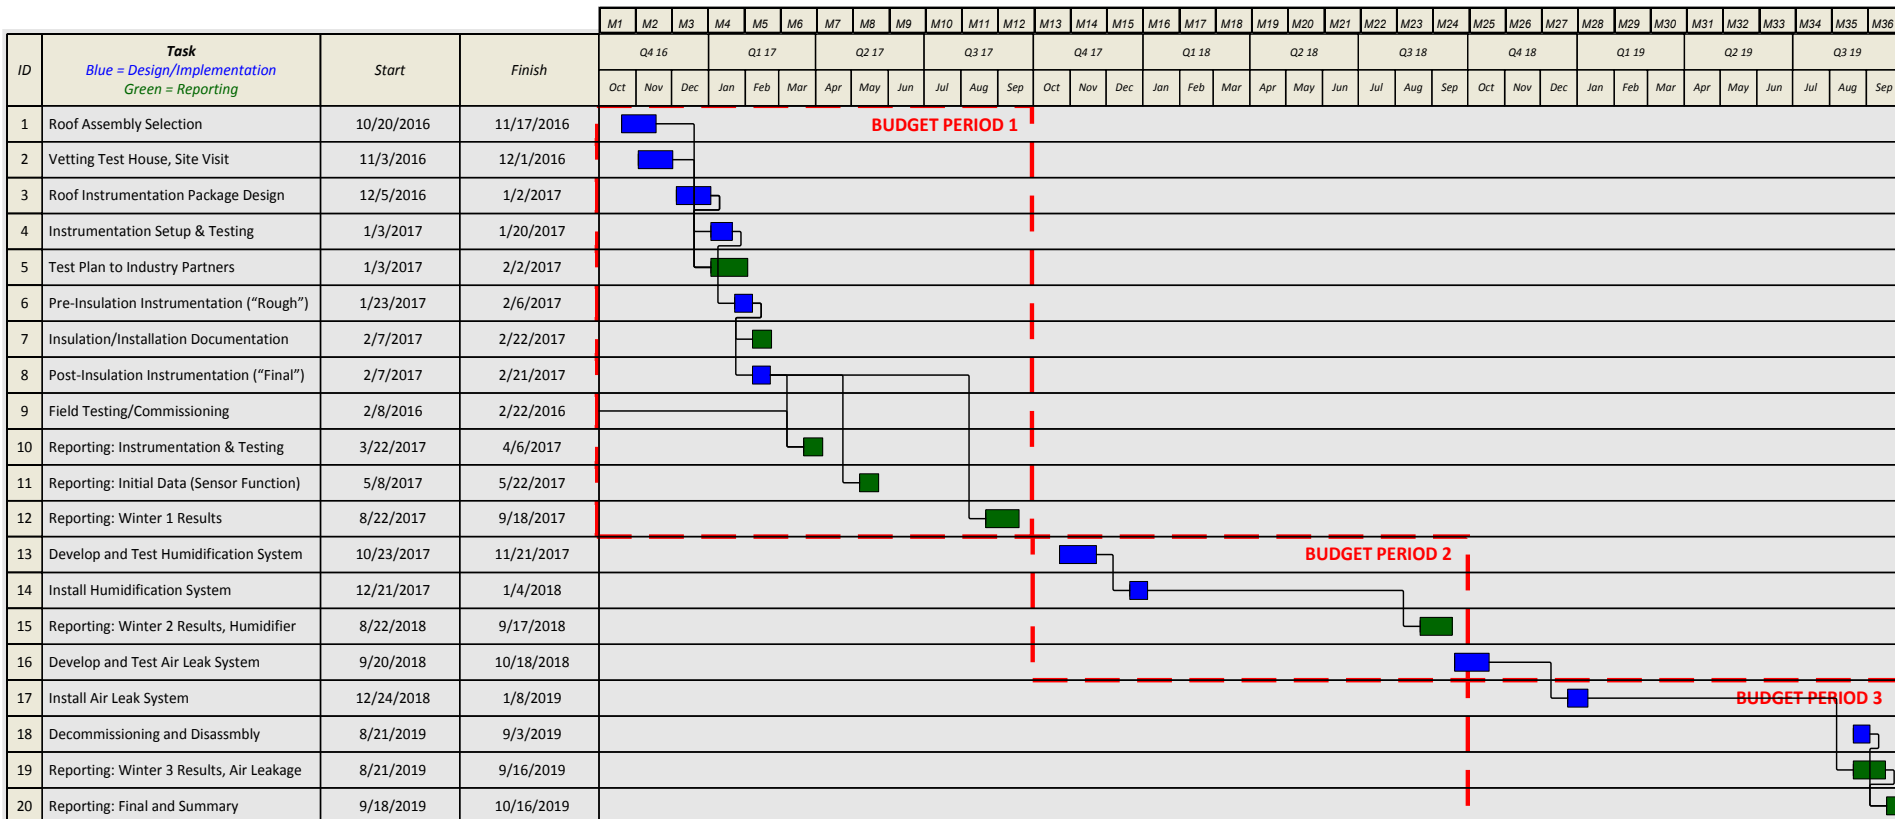 M1 M2 M3 M4 M5 M6 M7 M8 M9 M10 M11 M12 M13 M14 M15 M16 M17 M18 M19 M20 M21 M22 M23 M24 M25 M26 M27 M28 M29 M30 M31 M32 M33 M34 M35 M36
ID Task Start Finish Q4 16 Q1 17 Q2 17 Q3 17 Q4 17 Q1 18 Q2 18 Q3 18 Q4 18 Q1 19 Q2 19 Q3 19
Blue = Design/Implementation
Green = Reporting
Oct Nov Dec Jan Feb Mar Apr May Jun Jul Aug Sep Oct Nov Dec Jan Feb Mar Apr May Jun Jul Aug Sep Oct Nov Dec Jan Feb Mar Apr May Jun Jul Aug Sep
1 Roof Assembly Selection 10/20/2016 11/17/2016 BUDGET PERIOD 1
2 Vetting Test House, Site Visit 11/3/2016 12/1/2016
3 Roof Instrumentation Package Design 12/5/2016 1/2/2017
4 Instrumentation Setup & Testing 1/3/2017 1/20/2017
5 Test Plan to Industry Partners 1/3/2017 2/2/2017
6 Pre-Insulation Instrumentation (“Rough”) 1/23/2017 2/6/2017
7 Insulation/Installation Documentation 2/7/2017 2/22/2017
8 Post-Insulation Instrumentation (“Final”) 2/7/2017 2/21/2017
9 Field Testing/Commissioning 2/8/2016 2/22/2016
10 Reporting: Instrumentation & Testing 3/22/2017 4/6/2017
11 Reporting: Initial Data (Sensor Function) 5/8/2017 5/22/2017
12 Reporting: Winter 1 Results 8/22/2017 9/18/2017
13 Develop and Test Humidification System 10/23/2017 11/21/2017 BUDGET PERIOD 2
14 Install Humidification System 12/21/2017 1/4/2018
15 Reporting: Winter 2 Results, Humidifier 8/22/2018 9/17/2018
16 Develop and Test Air Leak System 9/20/2018 10/18/2018
17 Install Air Leak System 12/24/2018 1/8/2019 BUDGET PERIOD 3
18 Decommissioning and Disassmbly 8/21/2019 9/3/2019
19 Reporting: Winter 3 Results, Air Leakage 8/21/2019 9/16/2019
20 Reporting: Final and Summary 9/18/2019 10/16/2019